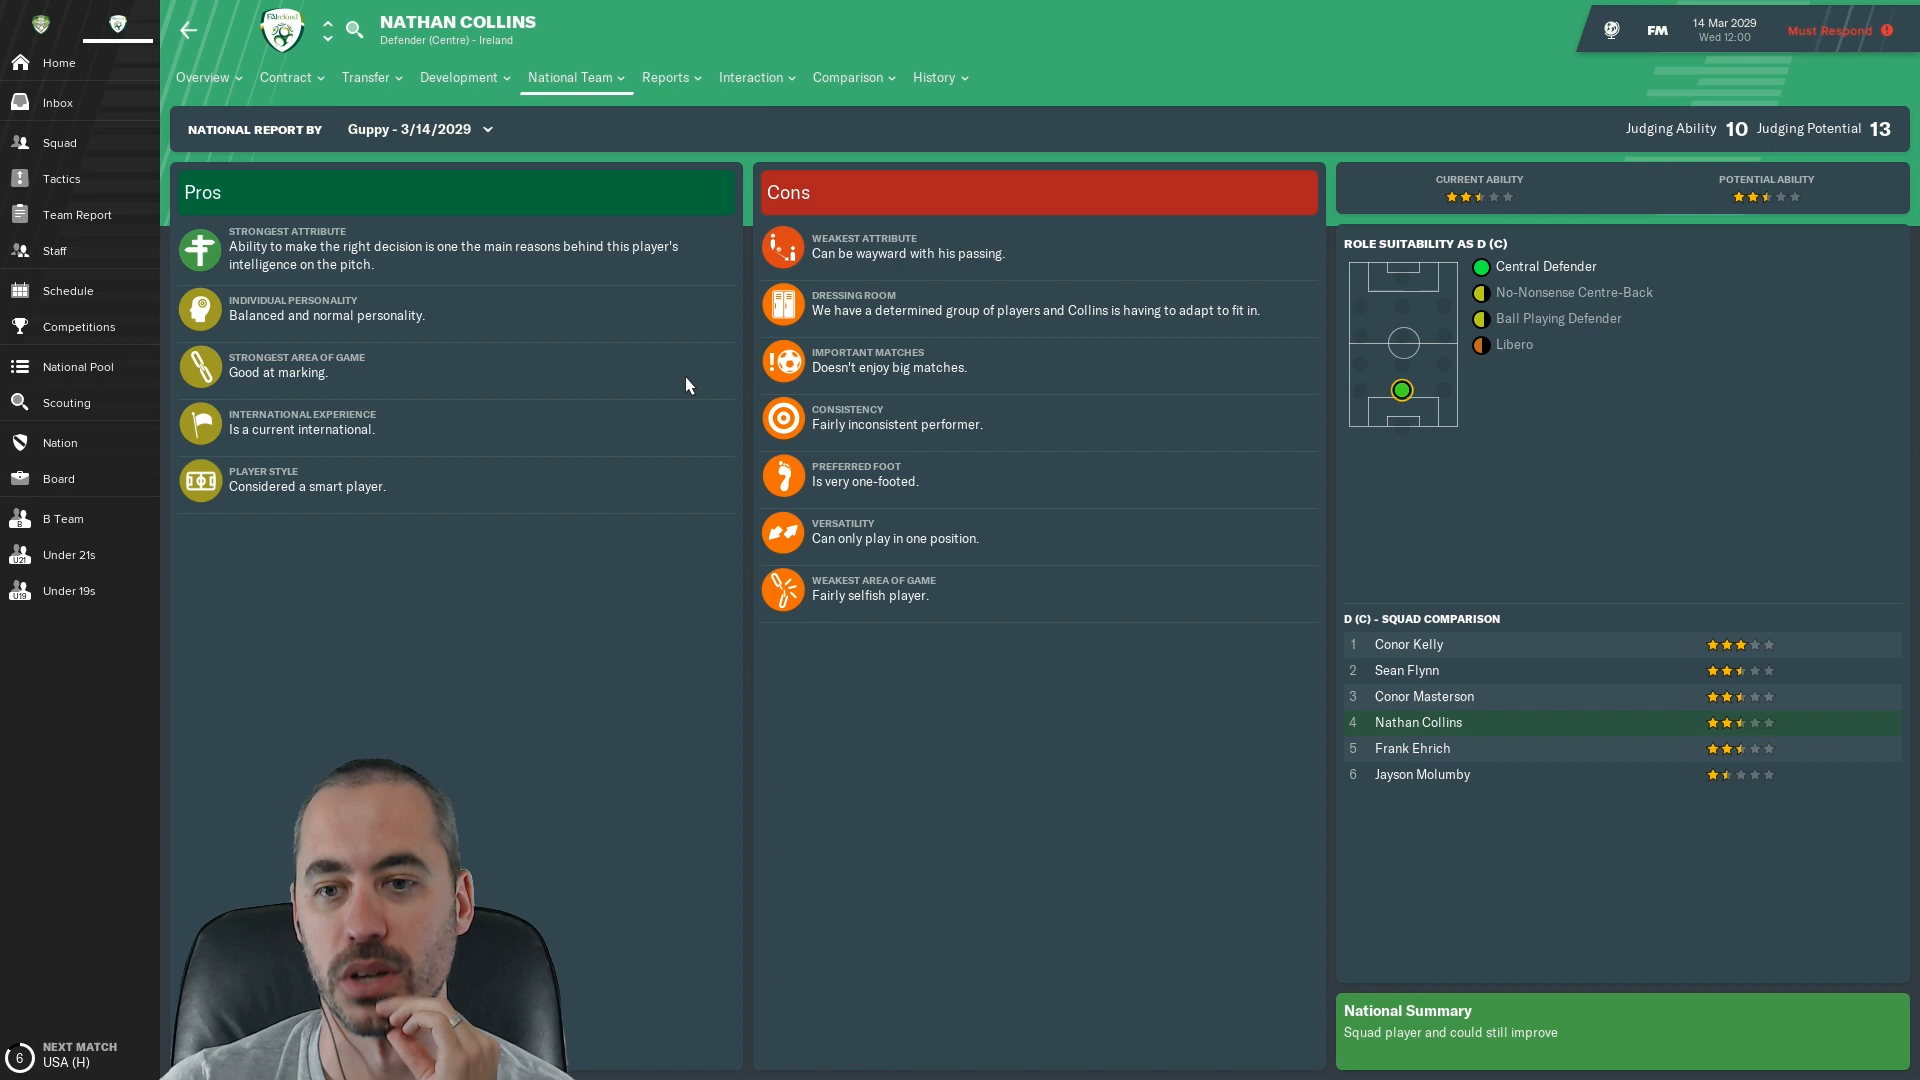 NATHAN COLLINS
Defender (Centre) - Ireland
FM
14 Mar 2029
Wed 12:00
Must Respond
Home
Inbox
Squad
Tactics
Team Report
Staff
Schedule
Competitions
National Pool
Scouting
Nation
Board
B Team
Under 21s
Under 19s
6
NEXT MATCH
USA (H)
Overview
Contract
Transfer
Development
National Team
Reports
Interaction
Comparison
History
NATIONAL REPORT BY
Guppy - 3/14/2029
Judging Ability 10 Judging Potential 13
Pros
STRONGEST ATTRIBUTE
Ability to make the right decision is one the main reasons behind this player's
intelligence on the pitch.
INDIVIDUAL PERSONALITY
Balanced and normal personality.
STRONGEST AREA OF GAME
Good at marking.
INTERNATIONAL EXPERIENCE
Is a current international.
PLAYER STYLE
Considered a smart player.
Cons
WEAKEST ATTRIBUTE
Can be wayward with his passing.
DRESSING ROOM
We have a determined group of players and Collins is having to adapt to fit in.
IMPORTANT MATCHES
Doesn't enjoy big matches.
CONSISTENCY
Fairly inconsistent performer.
PREFERRED FOOT
Is very one-footed.
VERSATILITY
Can only play in one position.
WEAKEST AREA OF GAME
Fairly selfish player.
CURRENT ABILITY
POTENTIAL ABILITY
ROLE SUITABILITY AS D (C)
Central Defender
No-Nonsense Centre-Back
Ball Playing Defender
Libero
D (C) - SQUAD COMPARISON
1 Conor Kelly
2 Sean Flynn
3 Conor Masterson
4 Nathan Collins
5 Frank Ehrich
6 Jayson Molumby
National Summary
Squad player and could still improve